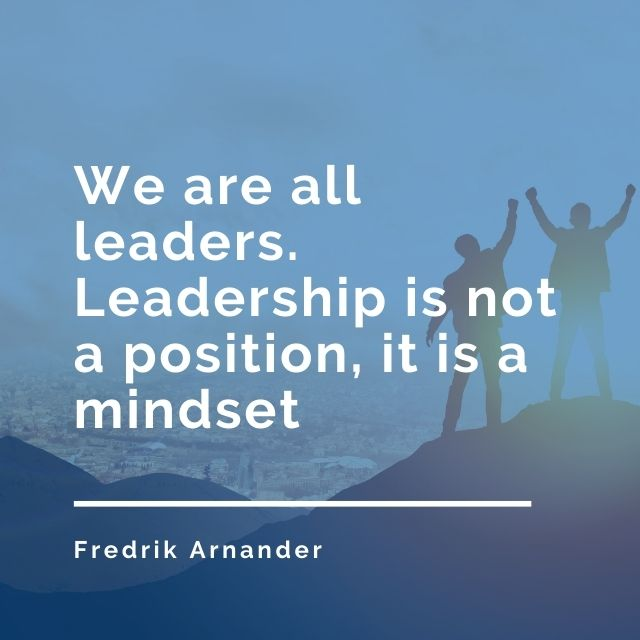 We are all
leaders.
Leadership is not
a position, it is a
mindset
Fredrik Arnander